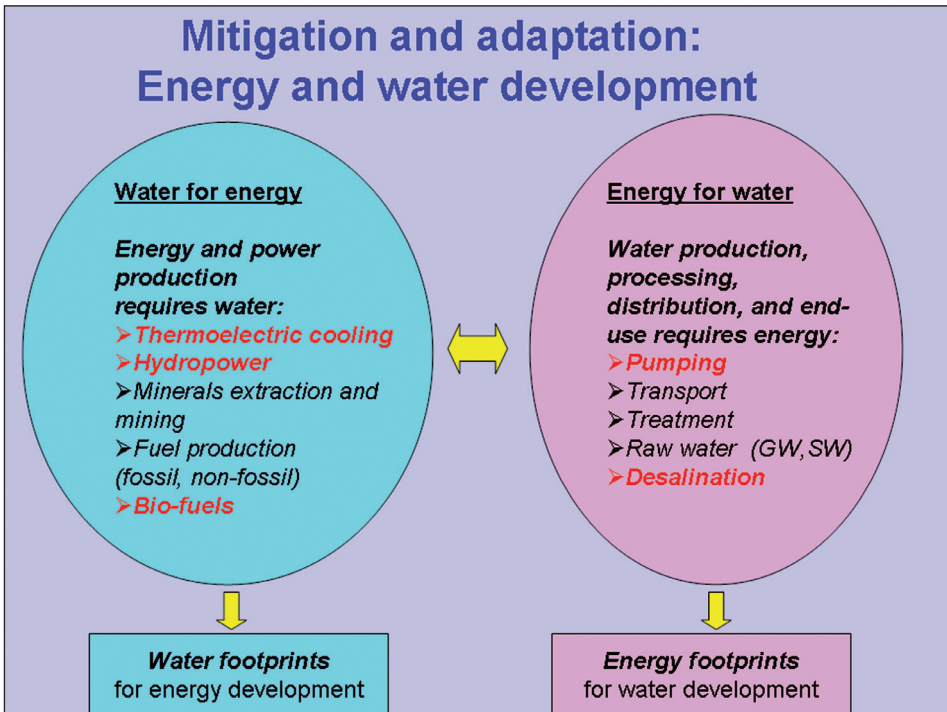 Mitigation and adaptation:
Energy and water development
Water for energy
Energy and power
production
requires water:
➢Thermoelectric cooling
➢Hydropower
➢Minerals extraction and
mining
➢Fuel production
(fossil, non-fossil)
➢Bio-fuels
Energy for water
Water production,
processing,
distribution, and end-
use requires energy:
➢Pumping
➢Transport
➢Treatment
➢Raw water (GW, SW)
➢Desalination
Water footprints
for energy development
Energy footprints
for water development